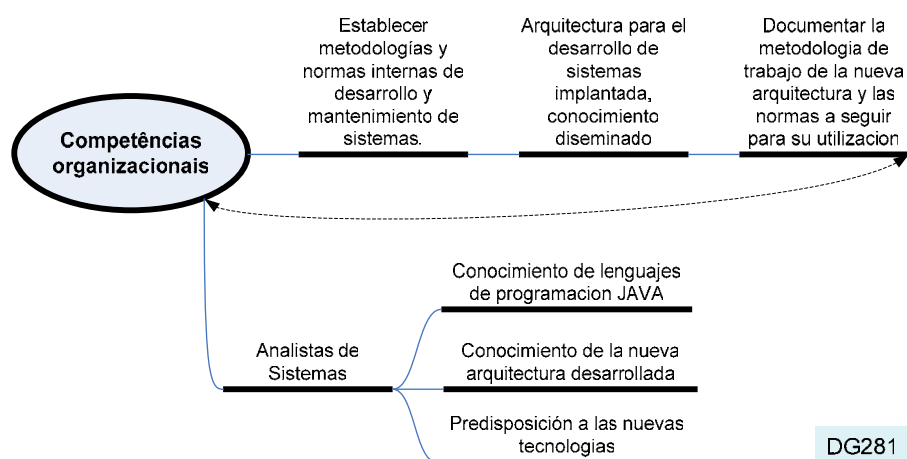 Competências
organizacionais
Establecer
metodologías y
normas internas de
desarrollo y
mantenimiento de
sistemas.
Arquitectura para el
desarrollo de
sistemas
implantada,
conocimiento
diseminado
Documentar la
metodologia de
trabajo de la nueva
arquitectura y las
normas a seguir
para su utilizacion
Analistas de
Sistemas
Conocimiento de lenguajes
de programacion JAVA
Conocimiento de la nueva
arquitectura desarrollada
Predisposición a las nuevas
tecnologias
DG281